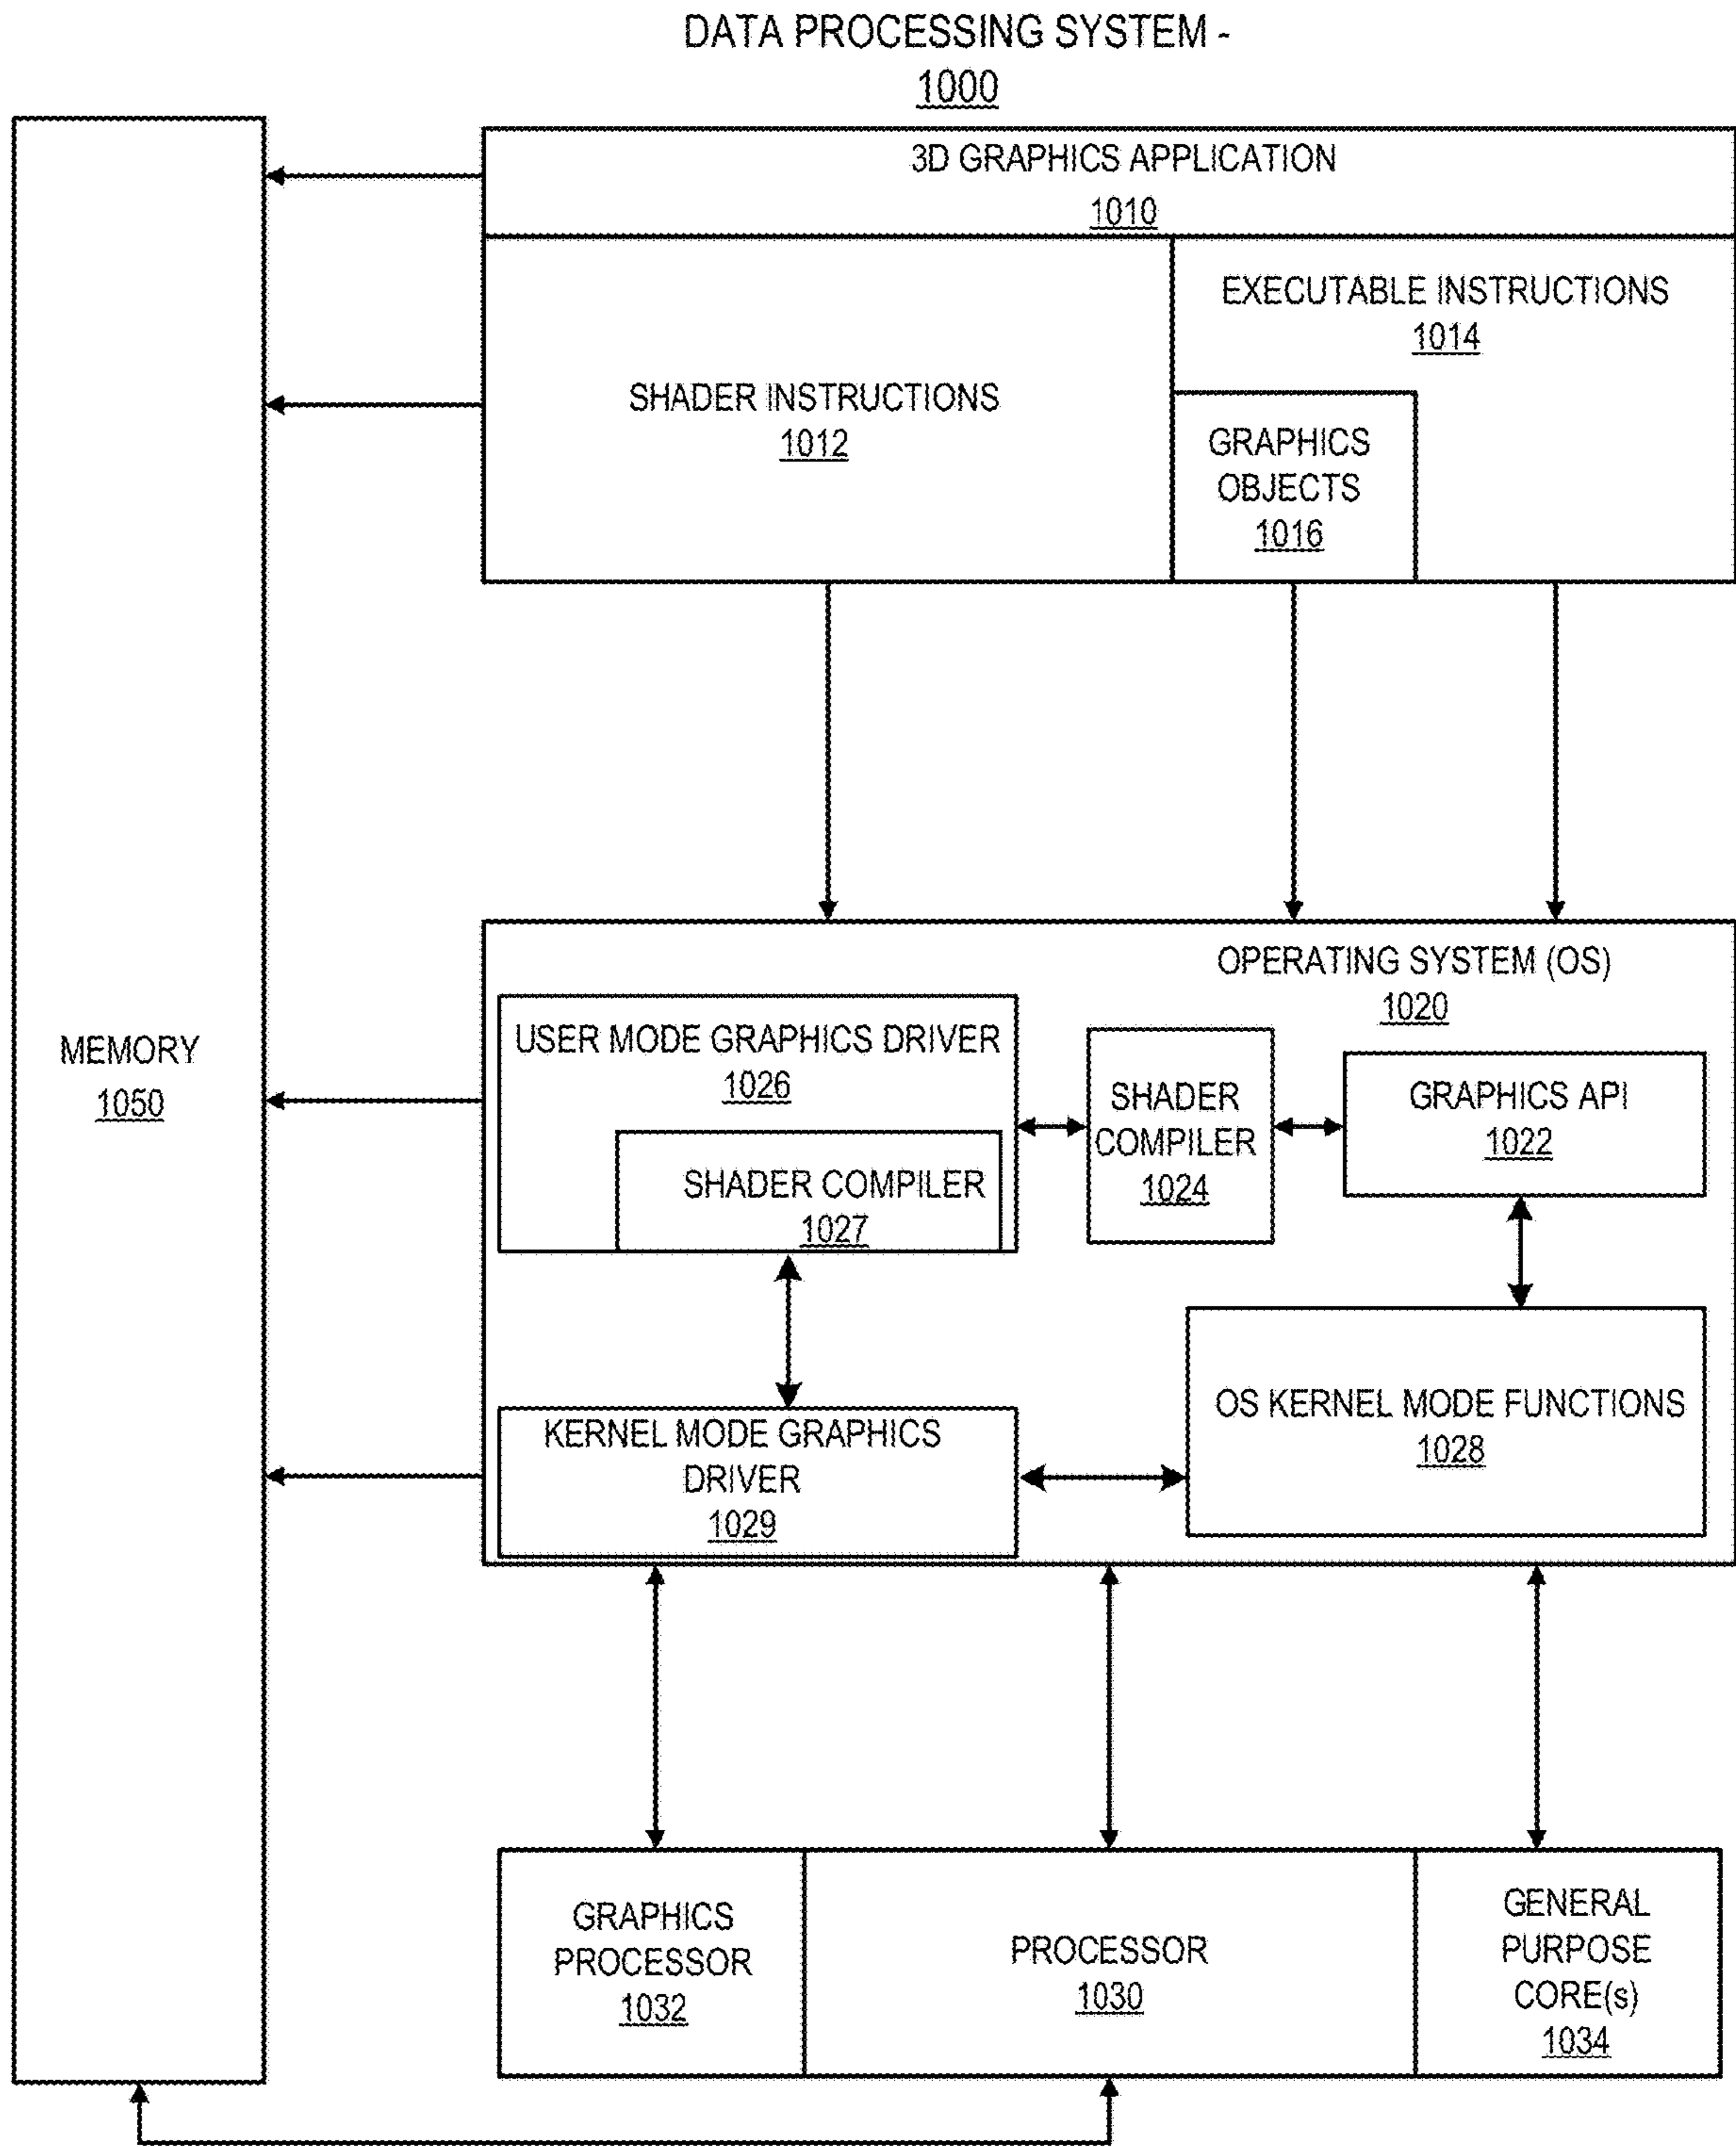 DATA PROCESSING SYSTEM -
1000
3D GRAPHICS APPLICATION
1010
EXECUTABLE INSTRUCTIONS
1014
SHADER INSTRUCTIONS
1012
GRAPHICS
OBJECTS
1016
OPERATING SYSTEM (OS)
1020
MEMORY
1050
USER MODE GRAPHICS DRIVER
1026
SHADER COMPILER
1027
SHADER
COMPILER
1024
GRAPHICS API
1022
KERNEL MODE GRAPHICS
DRIVER
1029
OS KERNEL MODE FUNCTIONS
1028
GRAPHICS
PROCESSOR
1032
PROCESSOR
1030
GENERAL
PURPOSE
CORE(s)
1034